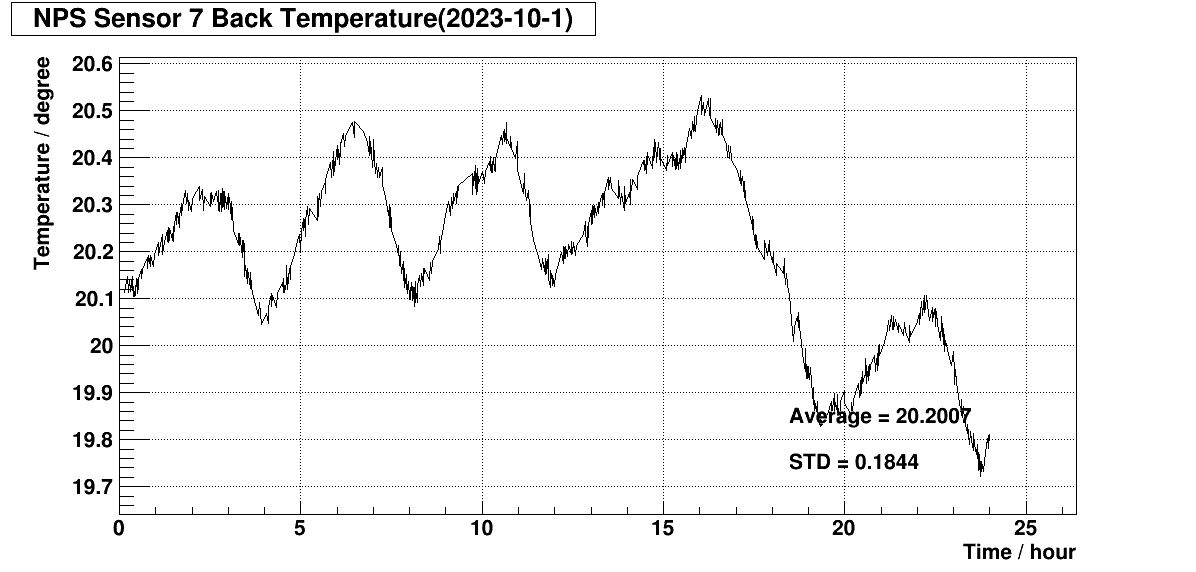 NPS Sensor 7 Back Temperature(2023-10-1)
Temperature / degree
20.6
20.5
20.4
20.3
20.2
20.1
20
19.9
19.8
19.7
Average = 20.2007
STD = 0.1844
0 5 10 15 20 25
Time / hour